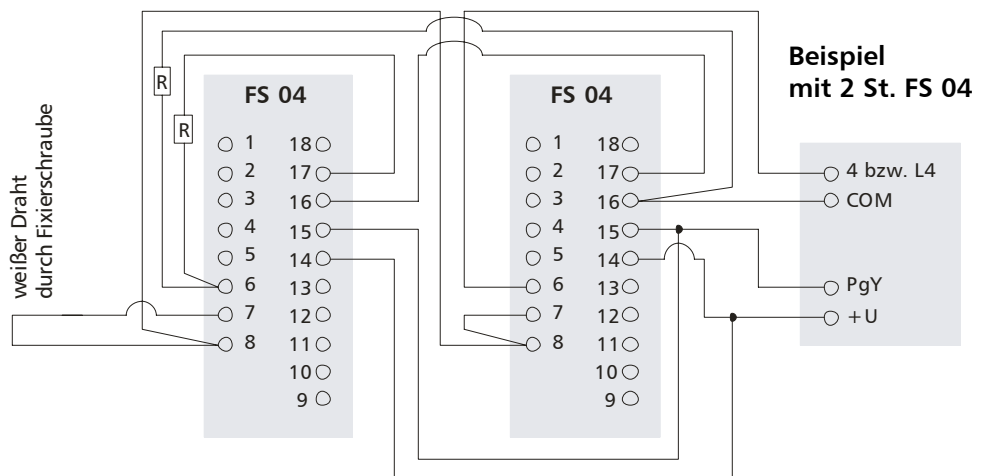 Beispiel
mit 2 St. FS 04
weißer Draht
durch Fixierschraube
R
R
FS 04
1 18
2 17
3 16
4 15
5 14
6 13
7 12
8 11
10
9
FS 04
1 18
2 17
3 16
4 15
5 14
6 13
7 12
8 11
10
9
4 bzw. L4
COM
PgY
+U